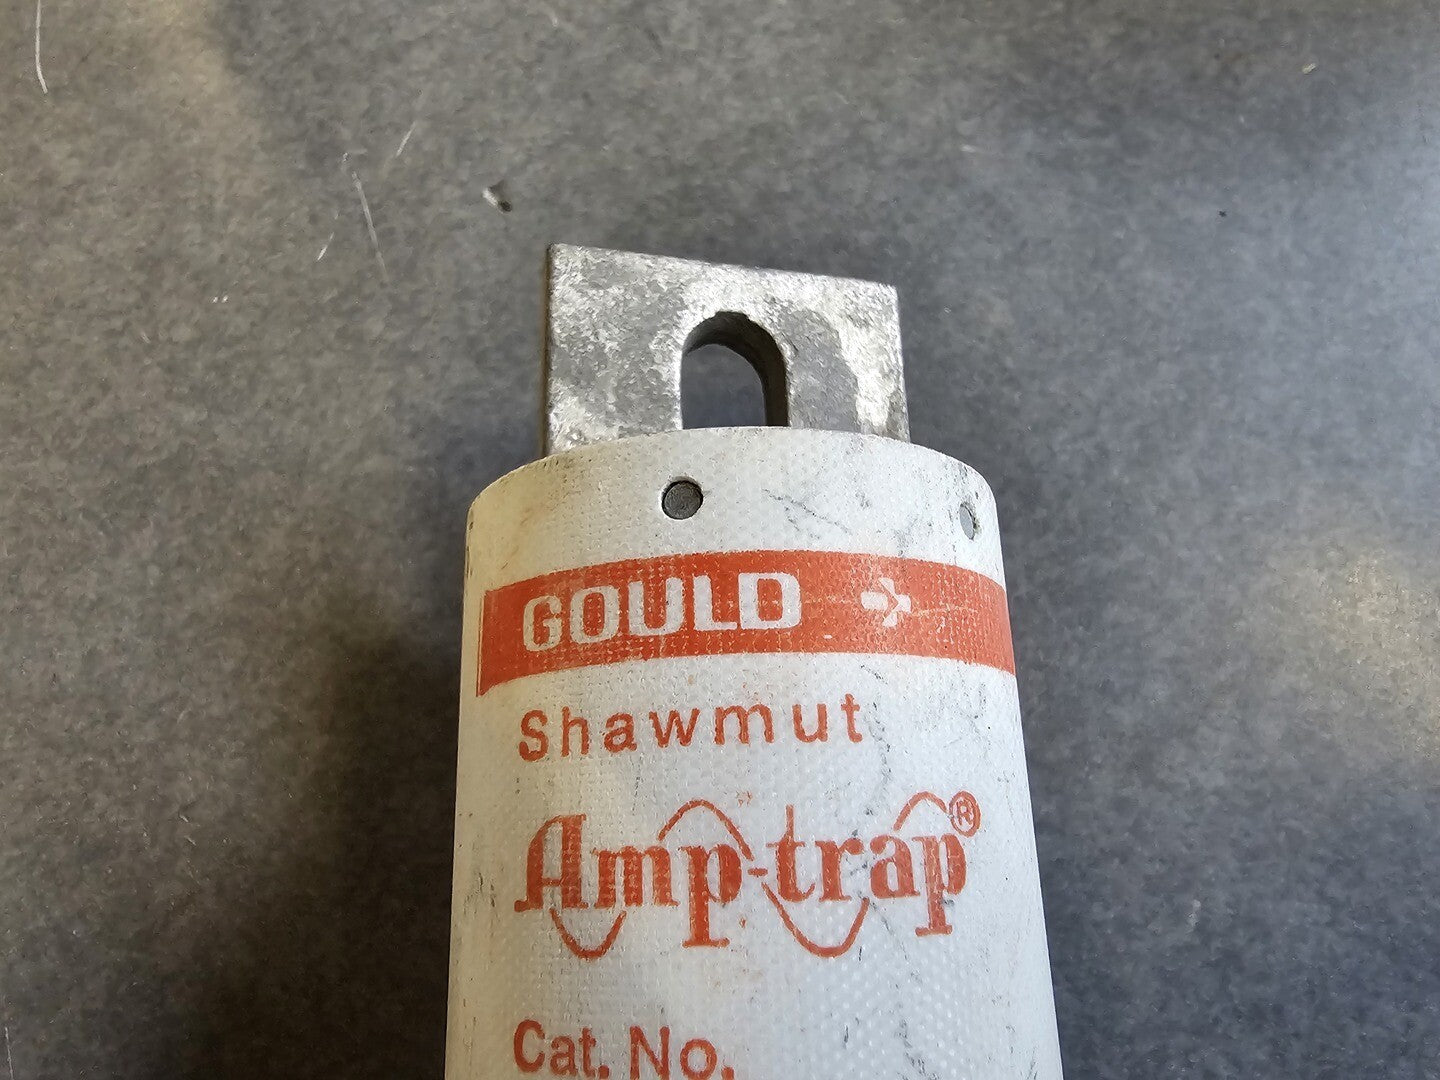 GOULD
Shawmut
Amp-trap®
Cat. No.